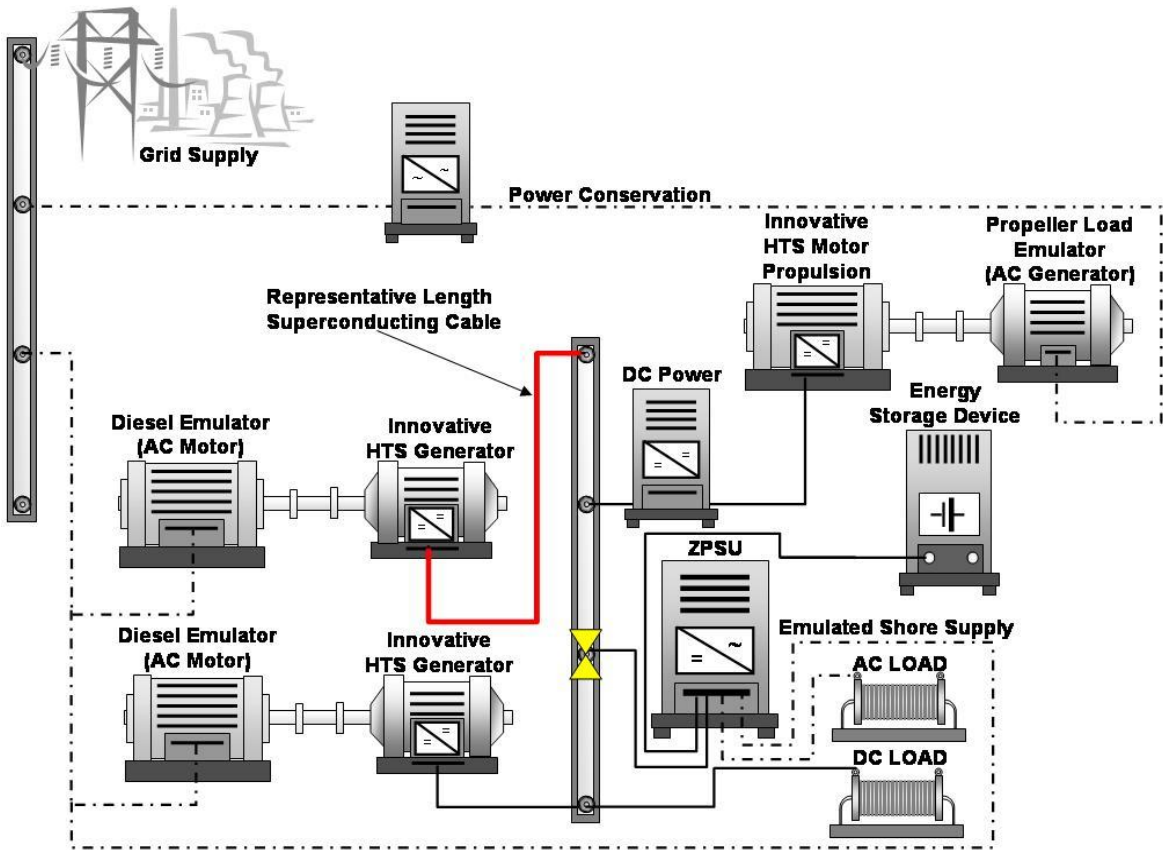 Grid Supply
Power Conservation
Innovative
HTS Motor
Propulsion
Propeller Load
Emulator
(AC Generator)
Representative Length
Superconducting Cable
DC Power
Energy
Storage Device
Diesel Emulator
(AC Motor)
Innovative
HTS Generator
ZPSU
Diesel Emulator
(AC Motor)
Innovative
HTS Generator
Emulated Shore Supply
AC LOAD
DC LOAD